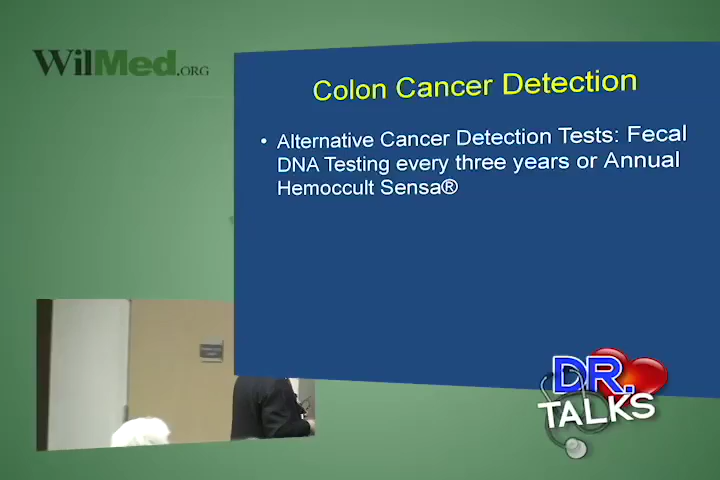 WilMed.ORG
Colon Cancer Detection
• Alternative Cancer Detection Tests: Fecal
DNA Testing every three years or Annual
Hemoccult Sensa®
DR.
TALKS